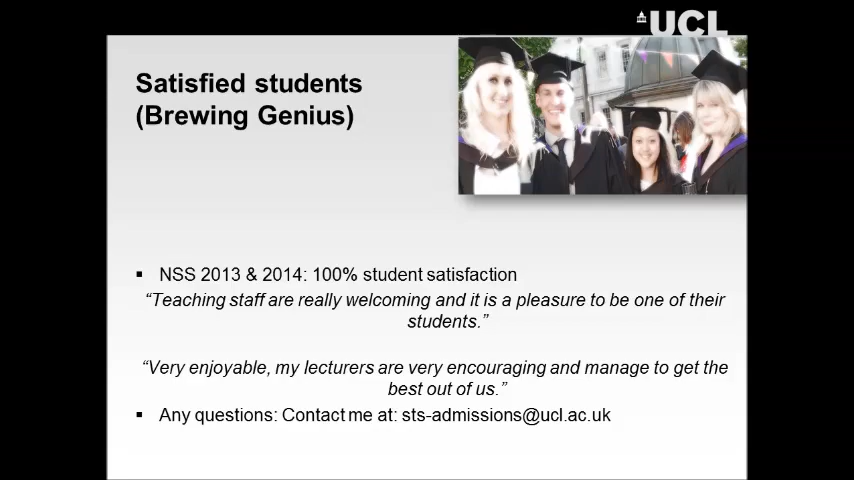 UCL
Satisfied students
(Brewing Genius)
▪ NSS 2013 & 2014: 100% student satisfaction
“Teaching staff are really welcoming and it is a pleasure to be one of their
students.”
“Very enjoyable, my lecturers are very encouraging and manage to get the
best out of us.”
▪ Any questions: Contact me at: sts-admissions@ucl.ac.uk